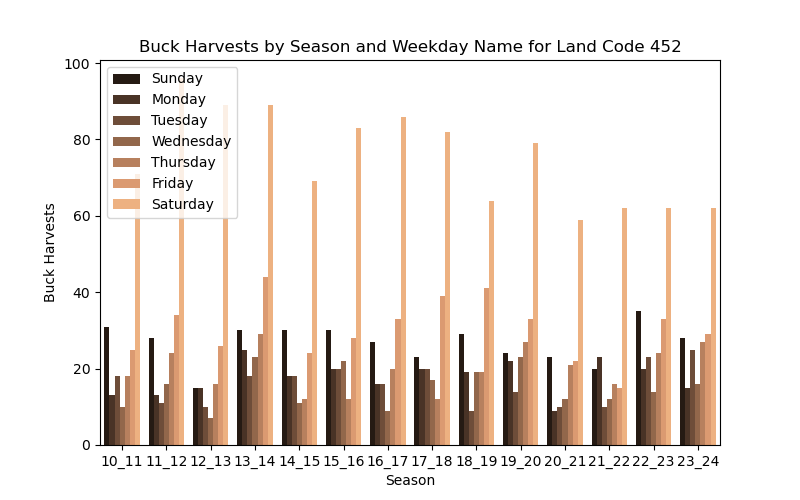 Buck Harvests by Season and Weekday Name for Land Code 452
100
80
60
40
20
0
Buck Harvests
Sunday
Monday
Tuesday
Wednesday
Thursday
Friday
Saturday
10_11 11_12 12_13 13_14 14_15 15_16 16_17 17_18 18_19 19_20 20_21 21_22 22_23 23_24
Season